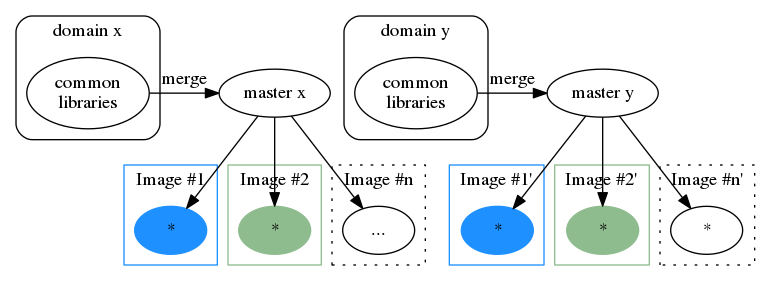 domain x
domain y
common
libraries
merge
master x
common
libraries
merge
master y
Image #1
Image #2
Image #n
Image #1'
Image #2'
Image #n'
*
*
...
*
*
*